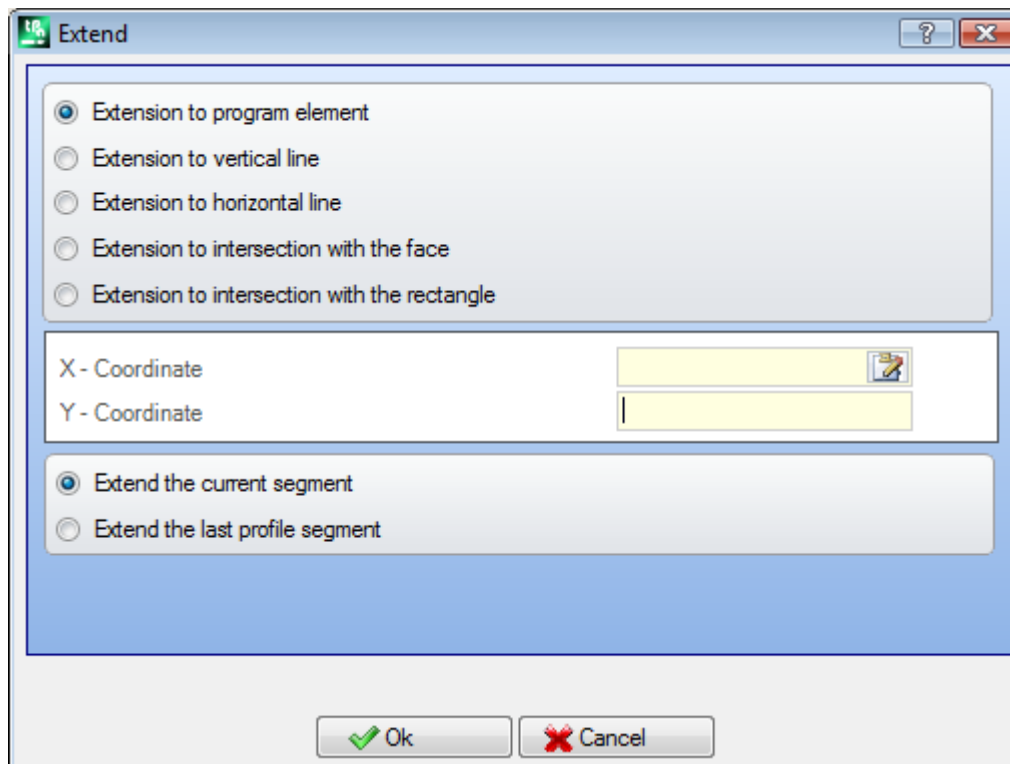 Extend
Extension to program element
Extension to vertical line
Extension to horizontal line
Extension to intersection with the face
Extension to intersection with the rectangle
X - Coordinate
Y - Coordinate
Extend the current segment
Extend the last profile segment
Ok
Cancel